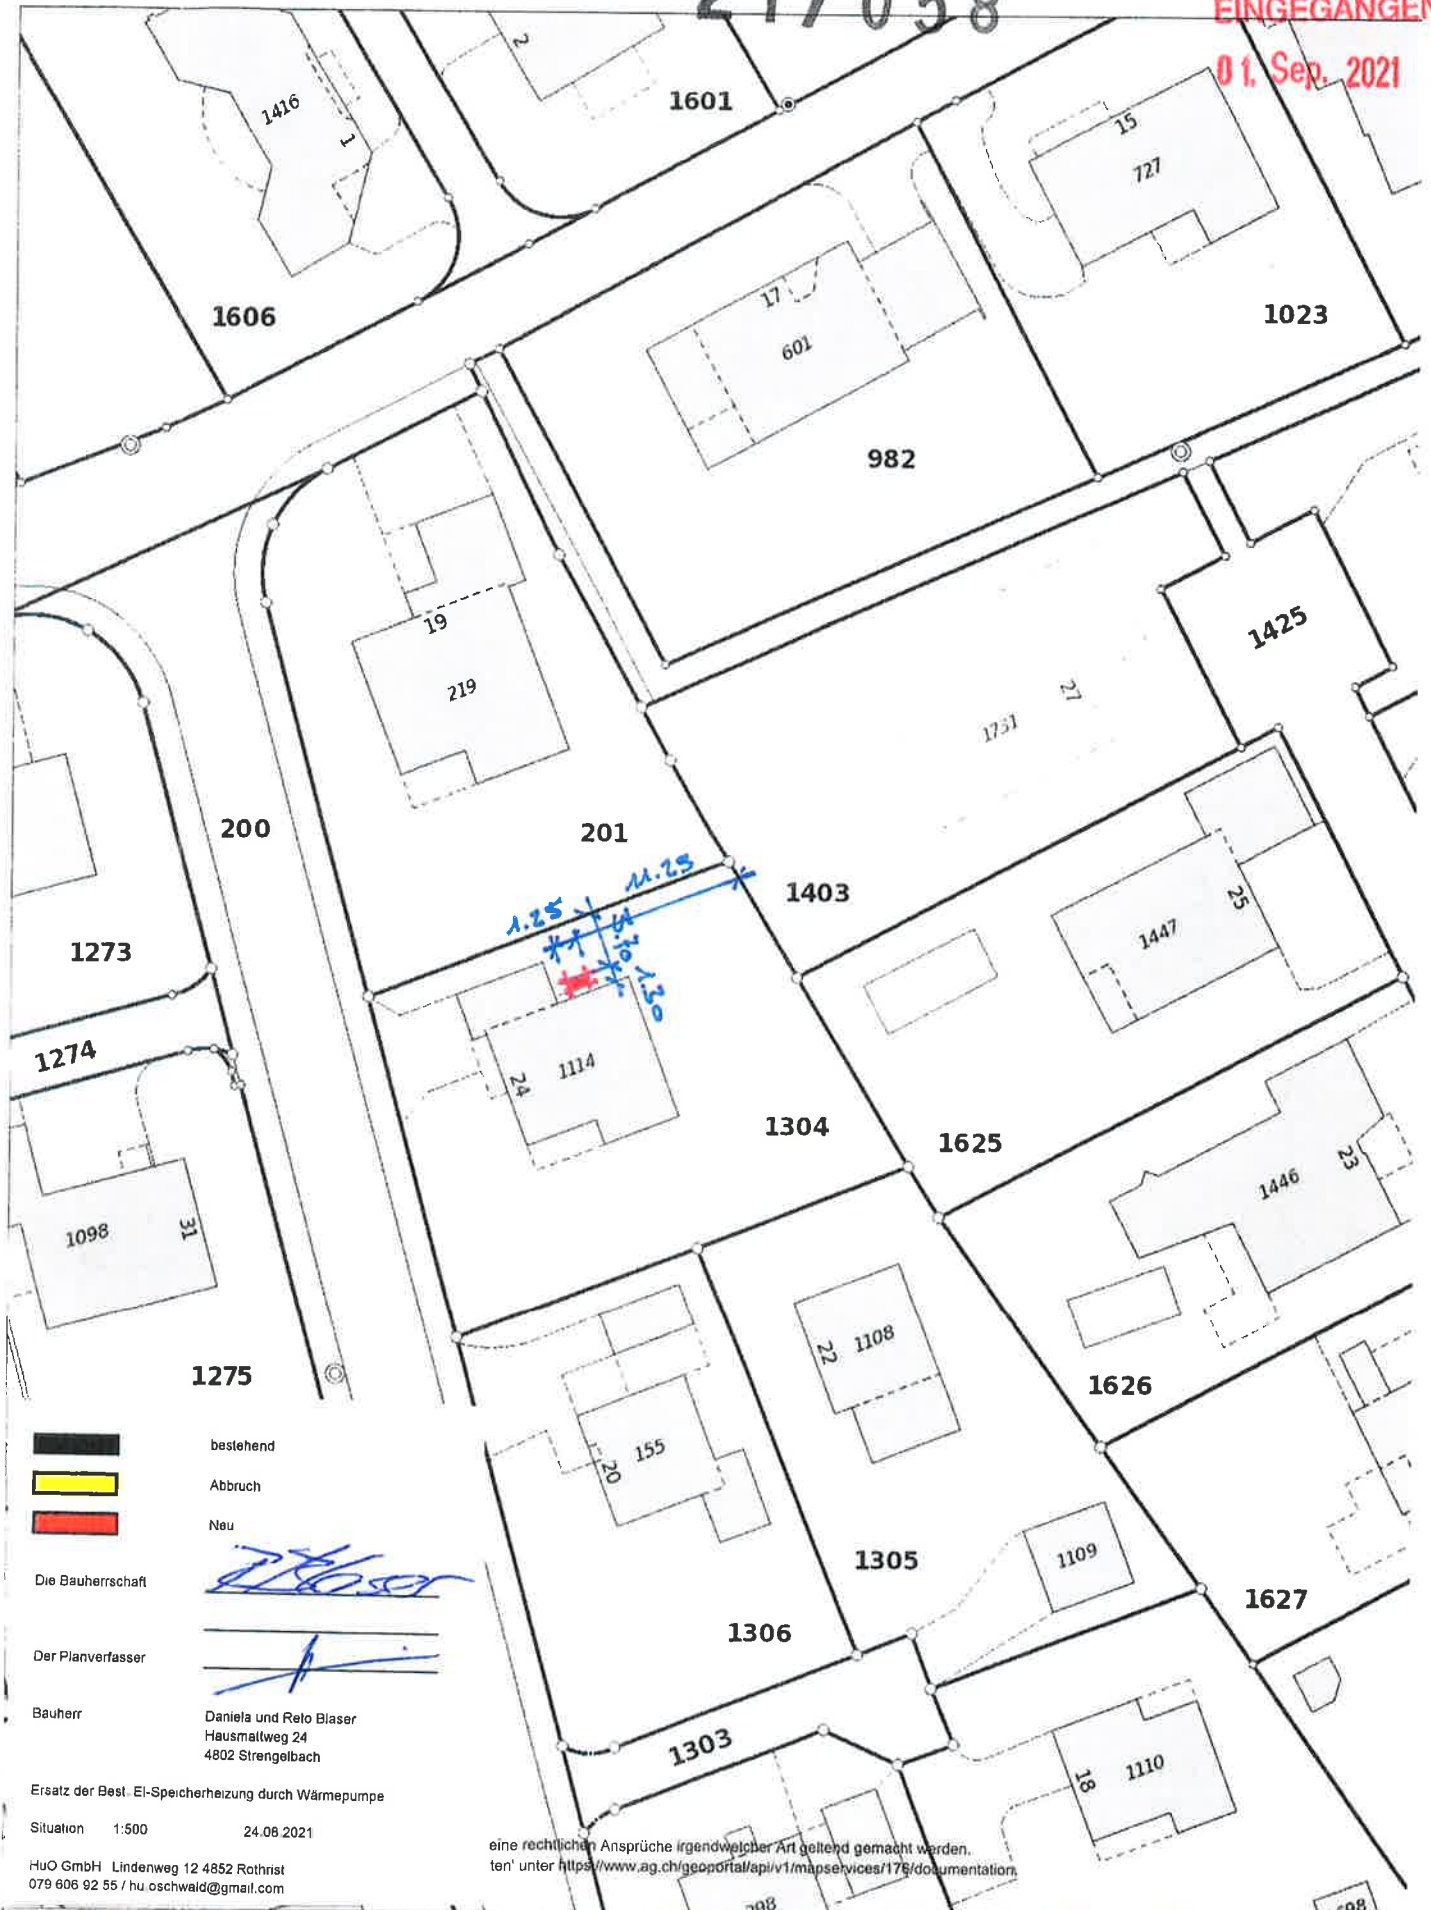 217058
EINGEGANGEN
01. Sep. 2021
2
1601
1416
1
15
727
1606
17
601
1023
982
19
219
1425
27
1731
200
201
11.25
1.25
1403
25
1447
1273
1.30
1274
24
1114
1304
1625
23
1446
1098
31
22
1108
1275
1626
155
20
1305
1109
1627
1306
1303
18
1110
bestehend
Abbruch
Neu
Die Bauherrschaft
Der Planverfasser
Bauherr
Daniela und Reto Blaser
Hausmattweg 24
4802 Strengelbach
Ersatz der Best. El-Speicherheizung durch Wärmepumpe
Situation 1:500 24.08.2021
HuO GmbH Lindenweg 12 4852 Rothrist
079 606 92 55 / hu.oschwald@gmail.com
eine rechtlichen Ansprüche irgendwelcher Art geltend gemacht werden.
ten' unter https://www.ag.ch/geoportal/api/v1/mapservices/176/documentation